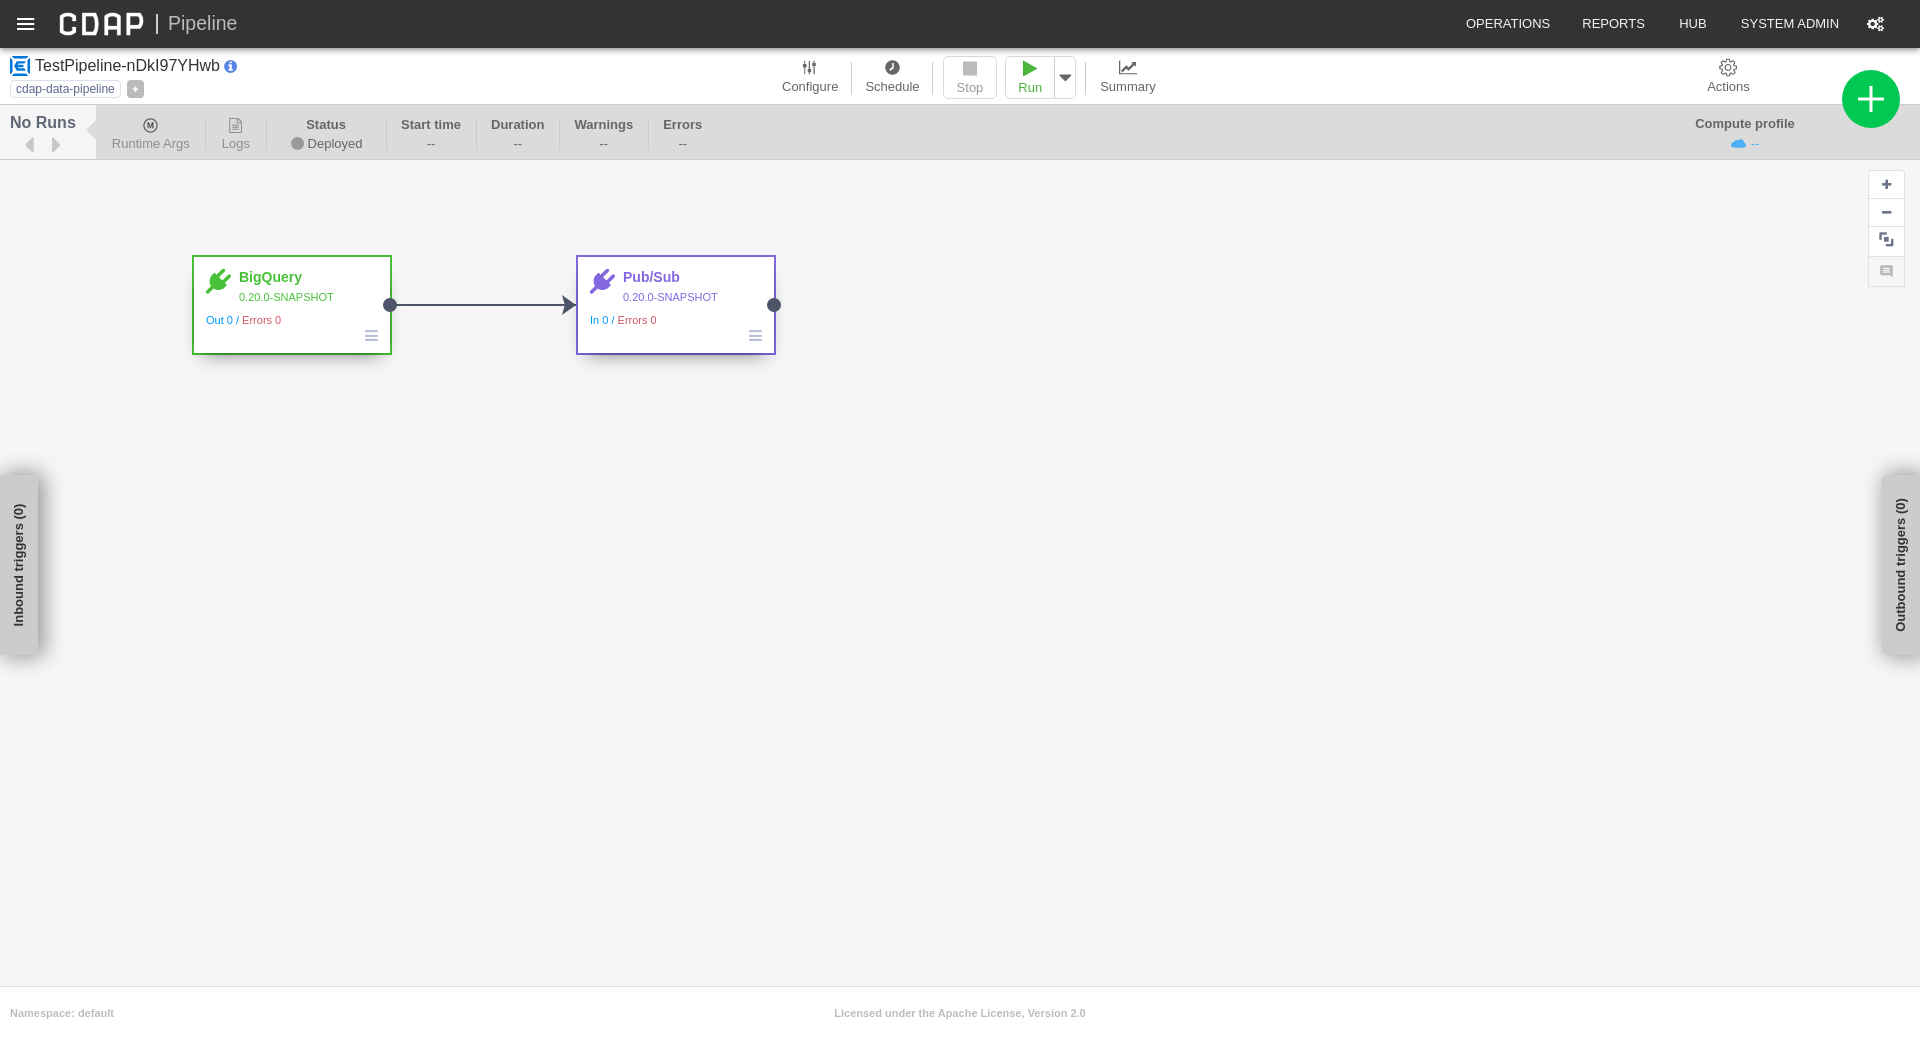 CDAP | Pipeline
OPERATIONS
REPORTS
HUB
SYSTEM ADMIN
TestPipeline-nDkI97YHwb
cdap-data-pipeline
Configure
Schedule
Stop
Run
Summary
Actions
No Runs
Runtime Args
Logs
Status
Deployed
Start time
--
Duration
--
Warnings
--
Errors
--
Compute profile
--
BigQuery
0.20.0-SNAPSHOT
Out 0 / Errors 0
Pub/Sub
0.20.0-SNAPSHOT
In 0 / Errors 0
Inbound triggers (0)
Outbound triggers (0)
Namespace: default
Licensed under the Apache License, Version 2.0